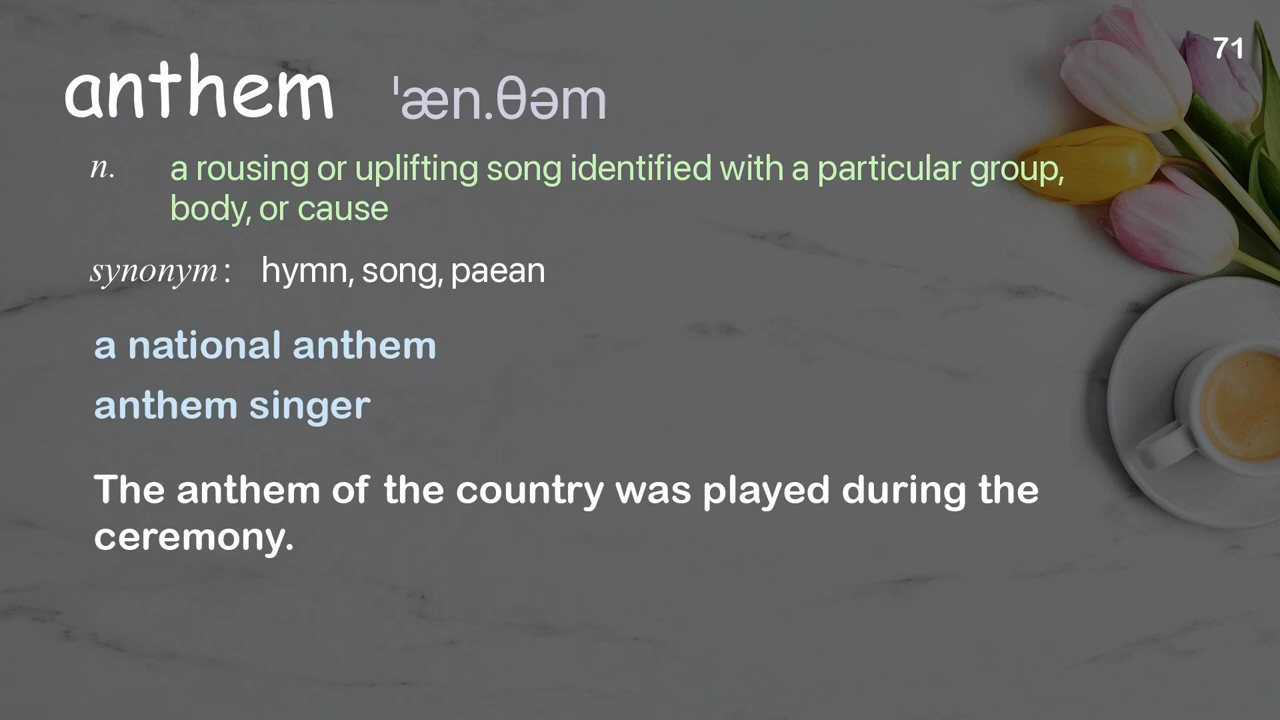 71
anthem ˈæn.θəm
n. a rousing or uplifting song identified with a particular group,
body, or cause
synonym: hymn, song, paean
a national anthem
anthem singer
The anthem of the country was played during the
ceremony.